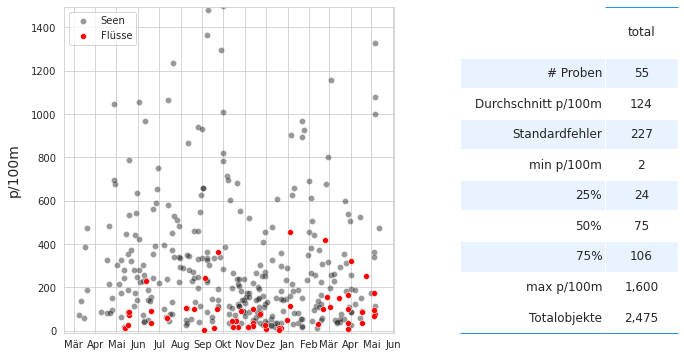 Seen
Flüsse
p/100m
1400
1200
1000
800
600
400
200
0
Mär Apr Mai Jun Jul Aug Sep Okt Nov Dez Jan Feb Mär Apr Mai Jun
total
# Proben 55
Durchschnitt p/100m 124
Standardfehler 227
min p/100m 2
25% 24
50% 75
75% 106
max p/100m 1,600
Totalobjekte 2,475